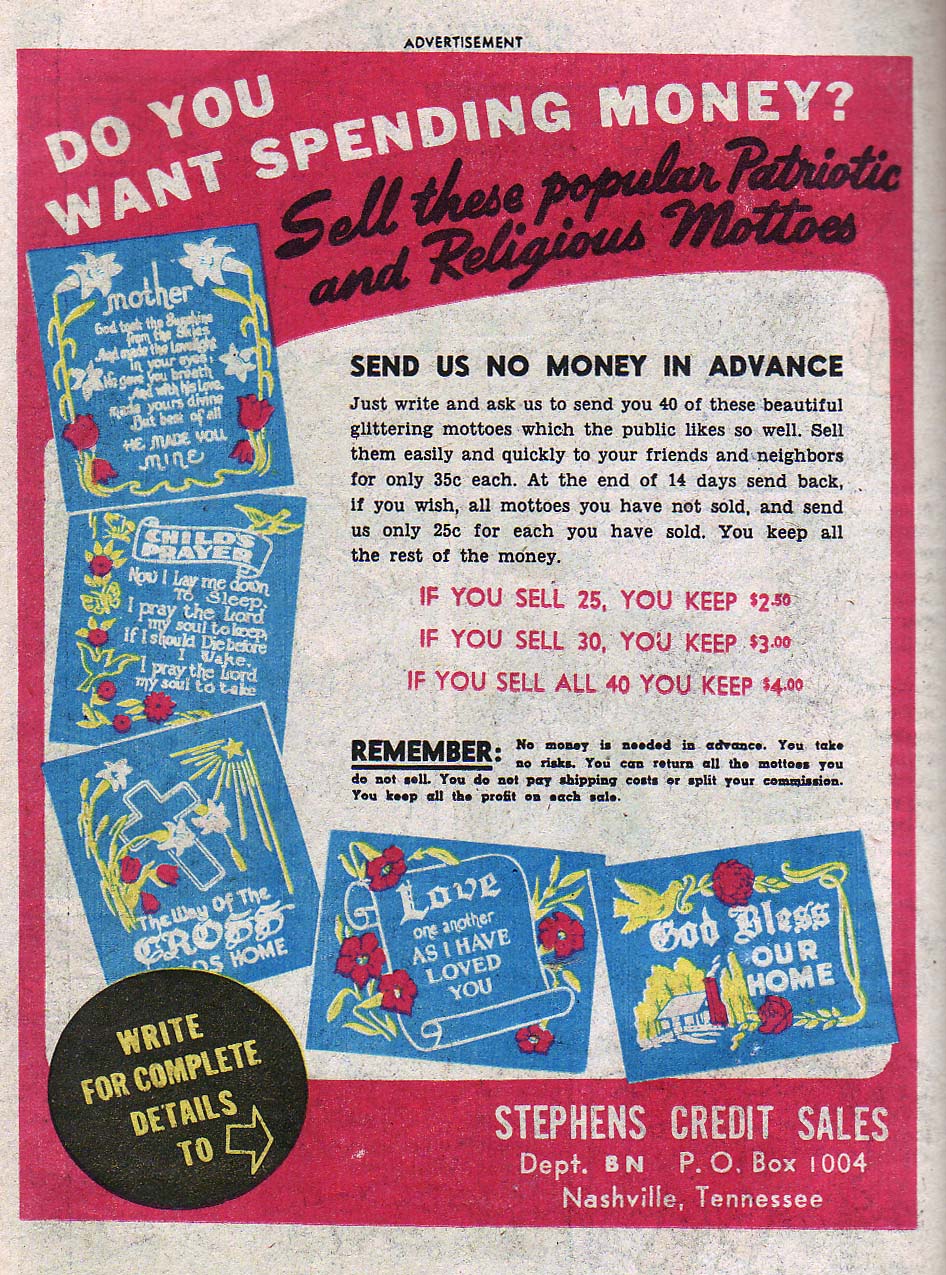 ADVERTISEMENT
DO YOU
WANT SPENDING MONEY?
Sell these popular Patriotic
and Religious Mottoes
mother
God took the Sunshine
from the Skies
And made the Lovelight
in your eyes,
He gave you breath
And with his Love.
Made yours divine
But best of all
HE MADE YOU
MINE
CHILD'S
PRAYER
Now I Lay me down
To Sleep,
I pray the Lord
my soul to keep
If I should Die before
I Wake.
I pray the Lord
my soul to take
The Way Of The
CROSS
DS HOME
SEND US NO MONEY IN ADVANCE
Just write and ask us to send you 40 of these beautiful
glittering mottoes which the public likes so well. Sell
them easily and quickly to your friends and neighbors
for only 35c each. At the end of 14 days send back,
if you wish, all mottoes you have not sold, and send
us only 25c for each you have sold. You keep all
the rest of the money.
IF YOU SELL 25, YOU KEEP $2.50
IF YOU SELL 30, YOU KEEP $3.00
IF YOU SELL ALL 40 YOU KEEP $4.00
REMEMBER: No money is needed in advance. You take
no risks. You can return all the mottoes you
do not sell. You do not pay shipping costs or split your commission.
You keep all the profit on each sale.
Love
one another
AS I HAVE
LOVED
YOU
God Bless
OUR
HOME
WRITE
FOR COMPLETE
DETAILS
TO
STEPHENS CREDIT SALES
Dept. BN P. O. Box 1004
Nashville, Tennessee